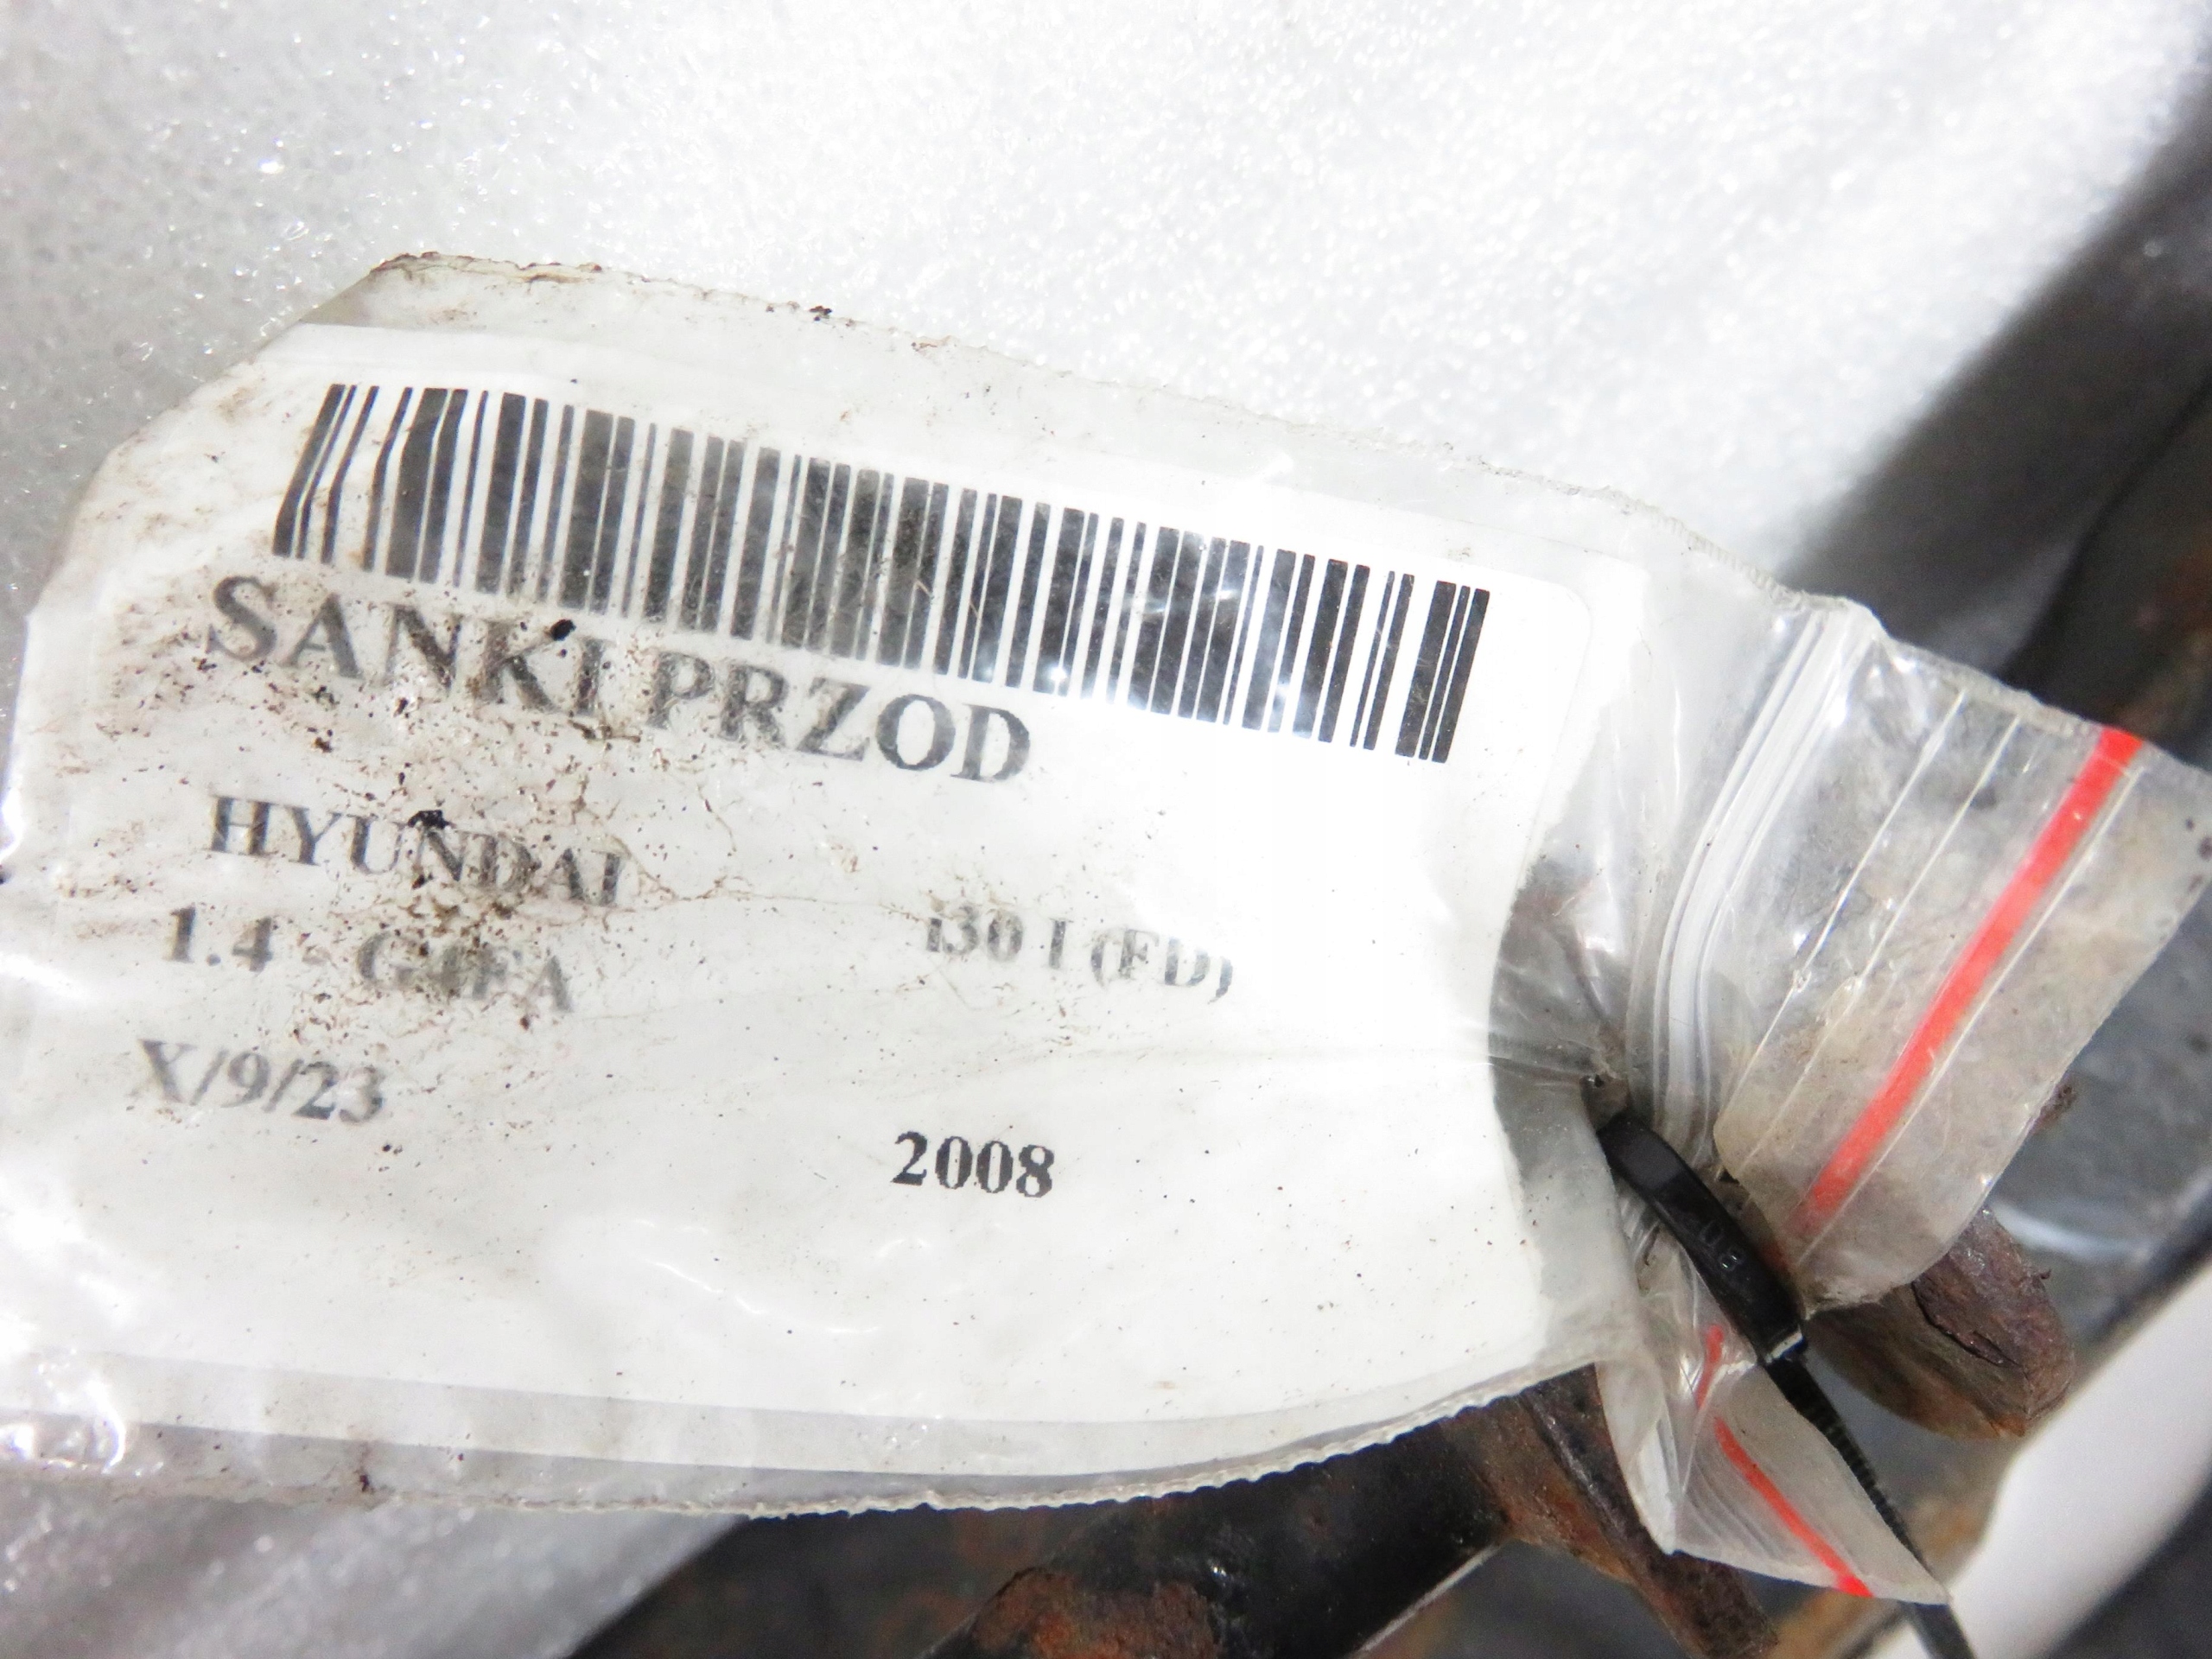 SANKI PRZOD
HYUNDAI
i30 I (FD)
1.4 - G4FA
X/9/23
2008